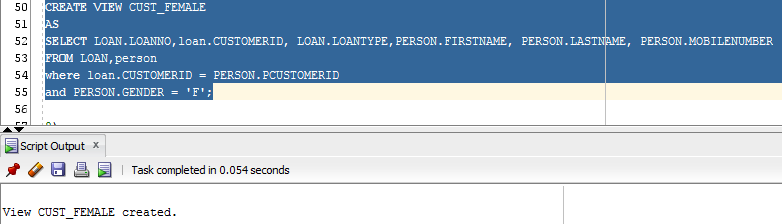 50 CREATE VIEW CUST_FEMALE
51 AS
52 SELECT LOAN.LOANNO,loan.CUSTOMERID, LOAN.LOANTYPE,PERSON.FIRSTNAME, PERSON.LASTNAME, PERSON.MOBILENUMBER
53 FROM LOAN,person
54 where loan.CUSTOMERID = PERSON.PCUSTOMERID
55 and PERSON.GENDER = 'F';
56
Script Output x
Task completed in 0.054 seconds
View CUST_FEMALE created.